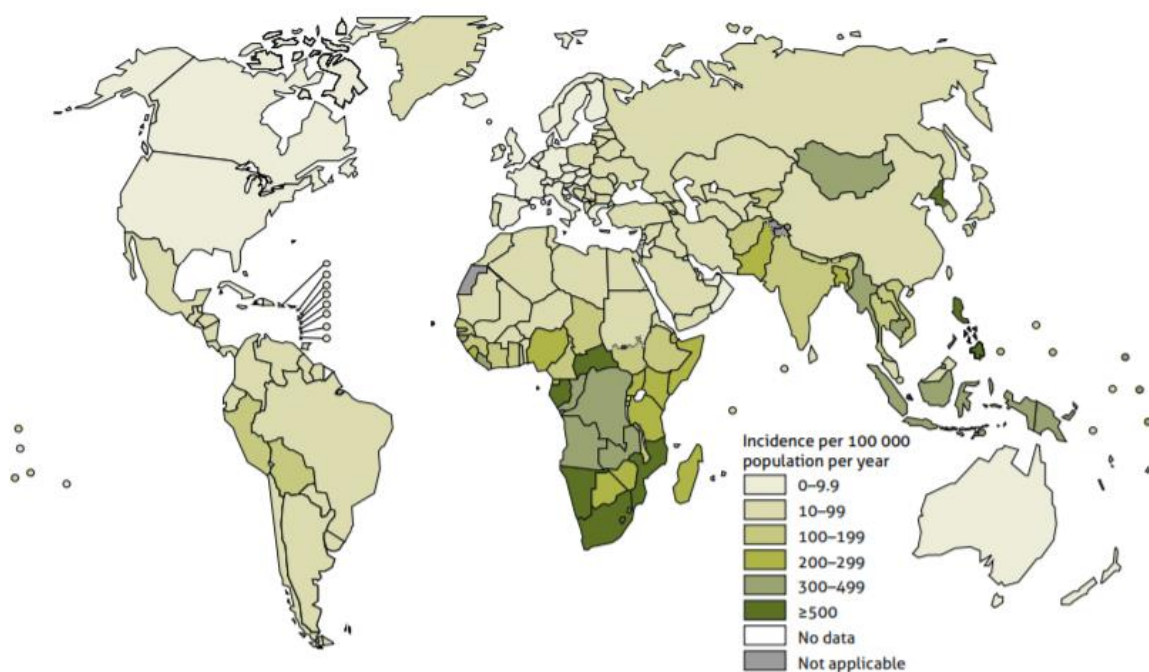 Incidence per 100 000
population per year
0–9.9
10–99
100–199
200–299
300–499
≥500
No data
Not applicable